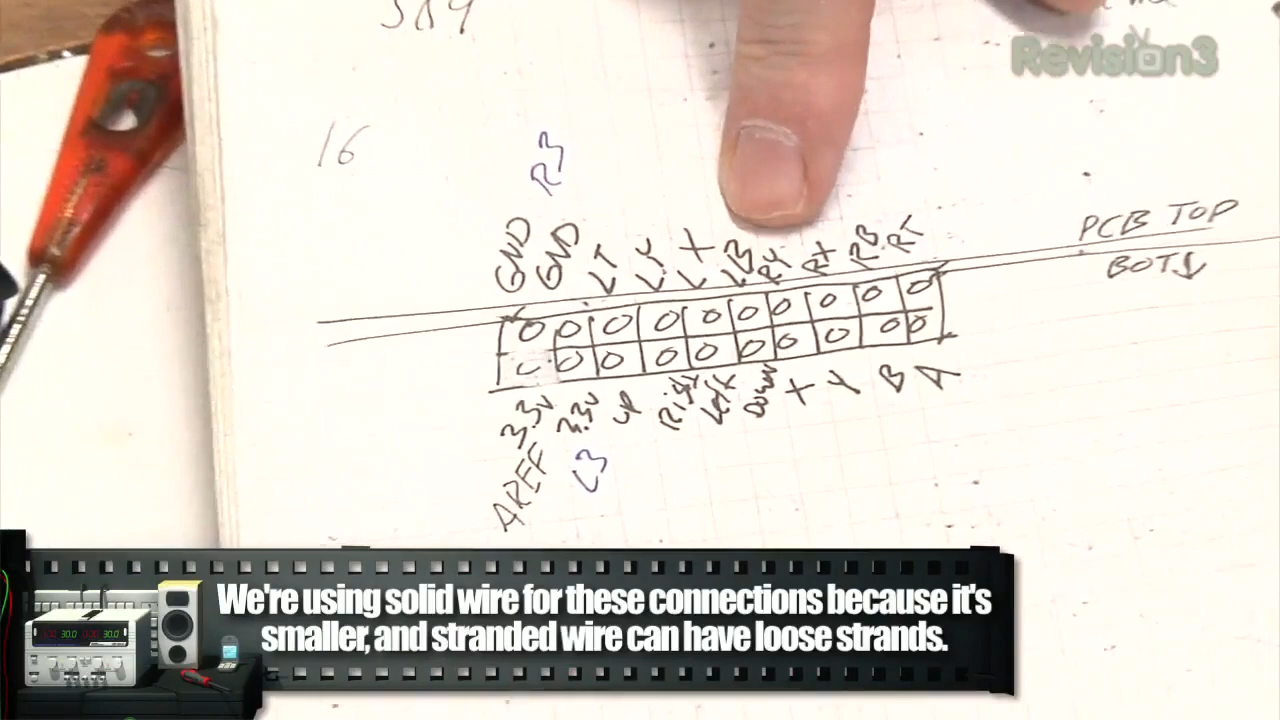 Revision3
16
R3
GND GND LT LY LX LB RY RX RB RT
PCB TOP
BOT
3.3v 3.3v UP Right Left Down X Y B A
AREF L3
We're using solid wire for these connections because it's
smaller, and stranded wire can have loose strands.